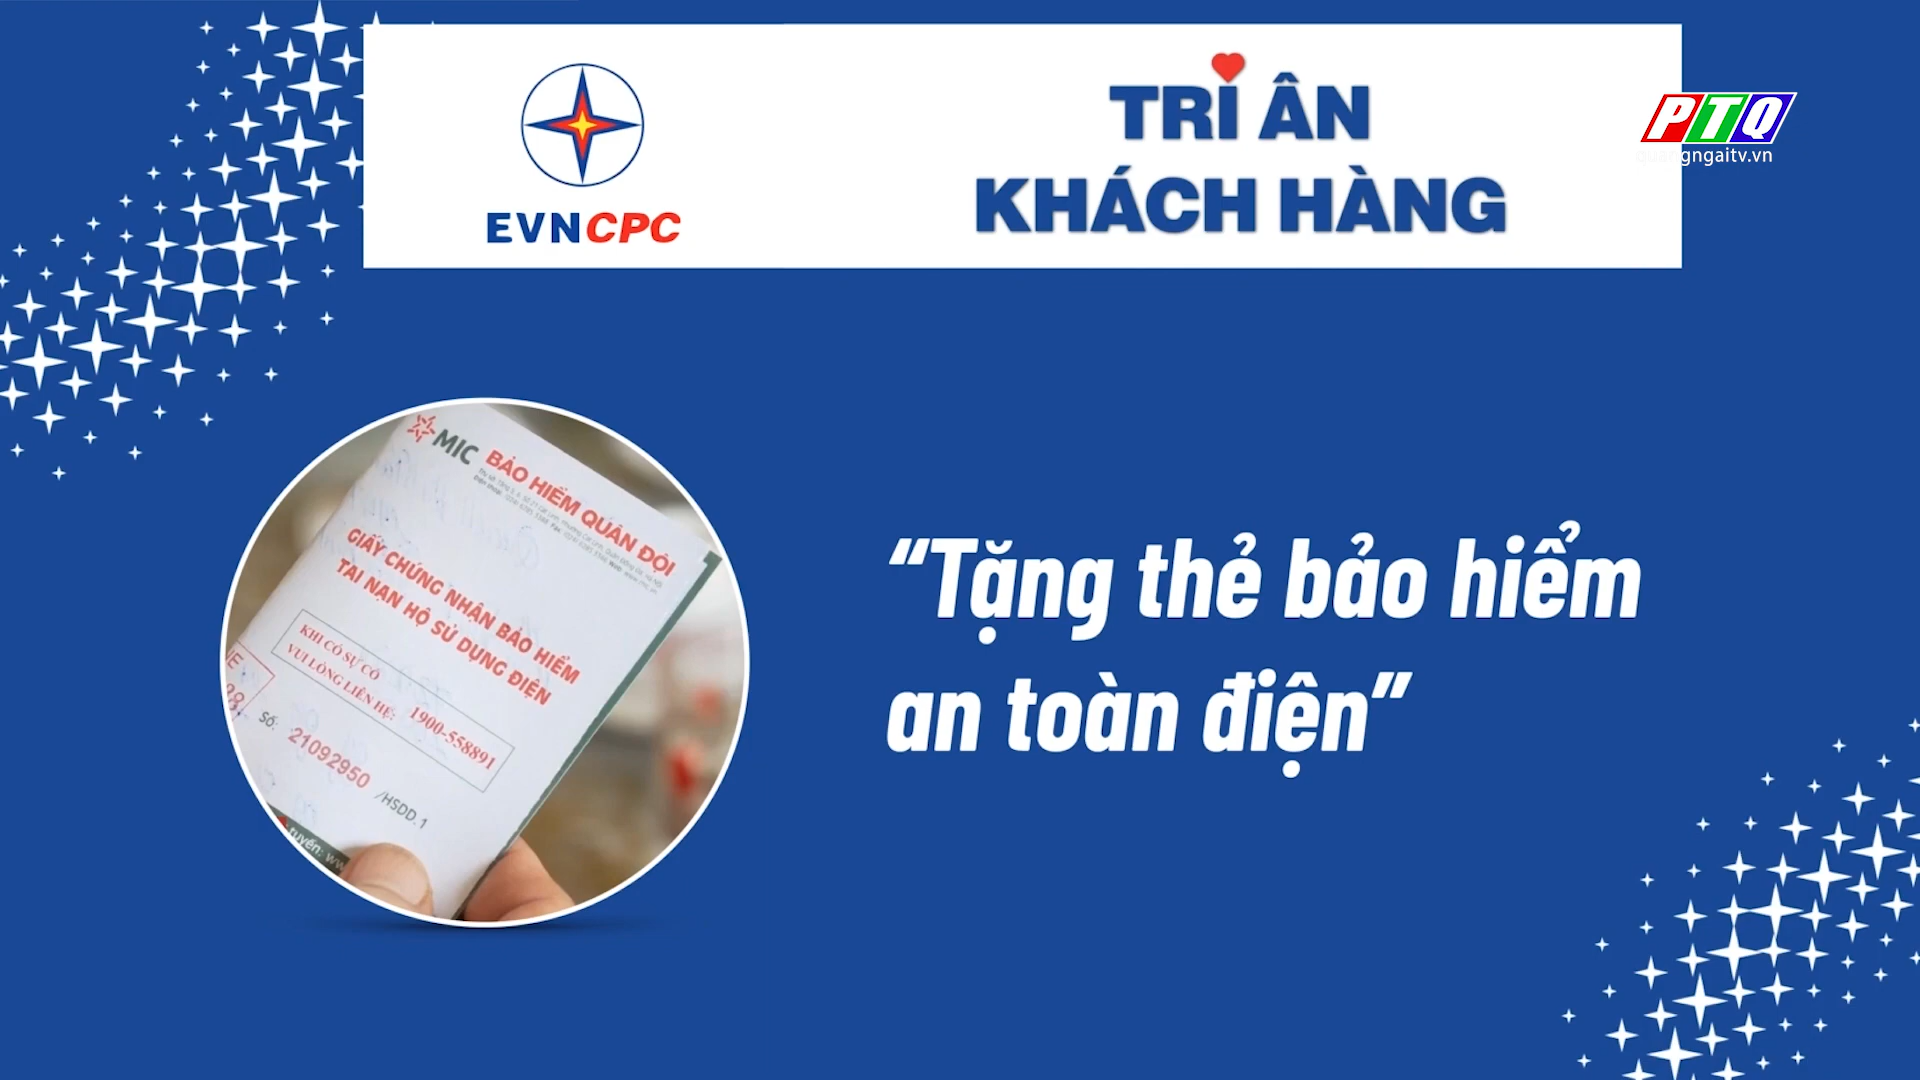 EVNCPC
TRI ÂN
KHÁCH HÀNG
PTQ
quangngaitv.vn
MIC BẢO HIỂM QUÂN ĐỘI
GIẤY CHỨNG NHẬN BẢO HIỂM
TAI NẠN HỘ SỬ DỤNG ĐIỆN
KHI CÓ SỰ CỐ
VUI LÒNG LIÊN HỆ: 1900-558891
Số: 21092950 /HSDD.1
“Tặng thẻ bảo hiểm
an toàn điện”